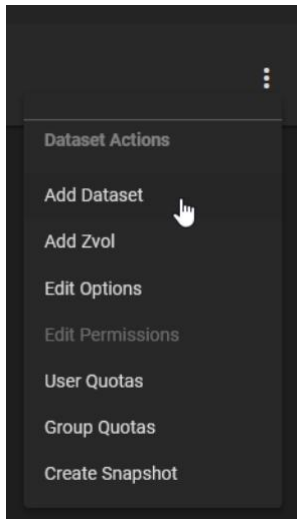 Dataset Actions
Add Dataset
Add Zvol
Edit Options
Edit Permissions
User Quotas
Group Quotas
Create Snapshot